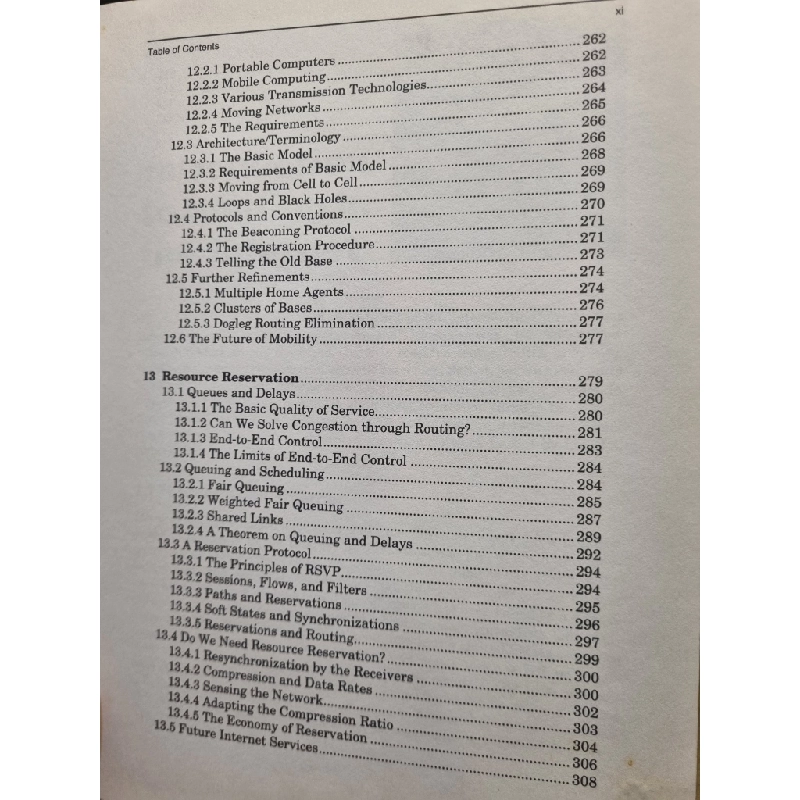 Table of Contents xi
12.2.1 Portable Computers 262
12.2.2 Mobile Computing 262
12.2.3 Various Transmission Technologies 263
12.2.4 Moving Networks 264
12.2.5 The Requirements 265
12.3 Architecture/Terminology 266
12.3.1 The Basic Model 266
12.3.2 Requirements of Basic Model 268
12.3.3 Moving from Cell to Cell 269
12.3.4 Loops and Black Holes 269
12.4 Protocols and Conventions 270
12.4.1 The Beaconing Protocol 271
12.4.2 The Registration Procedure 271
12.4.3 Telling the Old Base 273
12.5 Further Refinements 274
12.5.1 Multiple Home Agents 274
12.5.2 Clusters of Bases 276
12.5.3 Dogleg Routing Elimination 277
12.6 The Future of Mobility 277
13 Resource Reservation 279
13.1 Queues and Delays 280
13.1.1 The Basic Quality of Service 280
13.1.2 Can We Solve Congestion through Routing? 281
13.1.3 End-to-End Control 283
13.1.4 The Limits of End-to-End Control 284
13.2 Queuing and Scheduling 284
13.2.1 Fair Queuing 285
13.2.2 Weighted Fair Queuing 287
13.2.3 Shared Links 289
13.2.4 A Theorem on Queuing and Delays 292
13.3 A Reservation Protocol 294
13.3.1 The Principles of RSVP 294
13.3.2 Sessions, Flows, and Filters 295
13.3.3 Paths and Reservations 296
13.3.4 Soft States and Synchronizations 297
13.3.5 Reservations and Routing 299
13.4 Do We Need Resource Reservation? 300
13.4.1 Resynchronization by the Receivers 300
13.4.2 Compression and Data Rates 302
13.4.3 Sensing the Network 303
13.4.4 Adapting the Compression Ratio 304
13.4.5 The Economy of Reservation 306
13.5 Future Internet Services 308